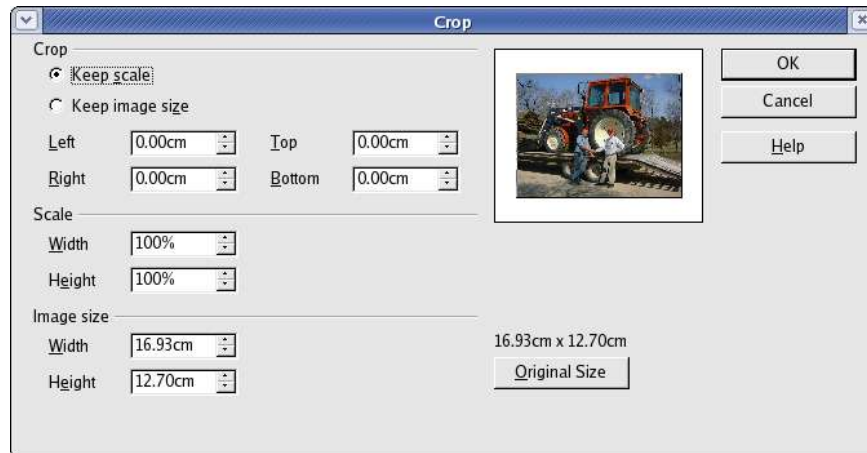 Crop
Crop
Keep scale
Keep image size
Left 0.00cm Top 0.00cm
Right 0.00cm Bottom 0.00cm
Scale
Width 100%
Height 100%
Image size
Width 16.93cm
Height 12.70cm
16.93cm x 12.70cm
Original Size
OK
Cancel
Help